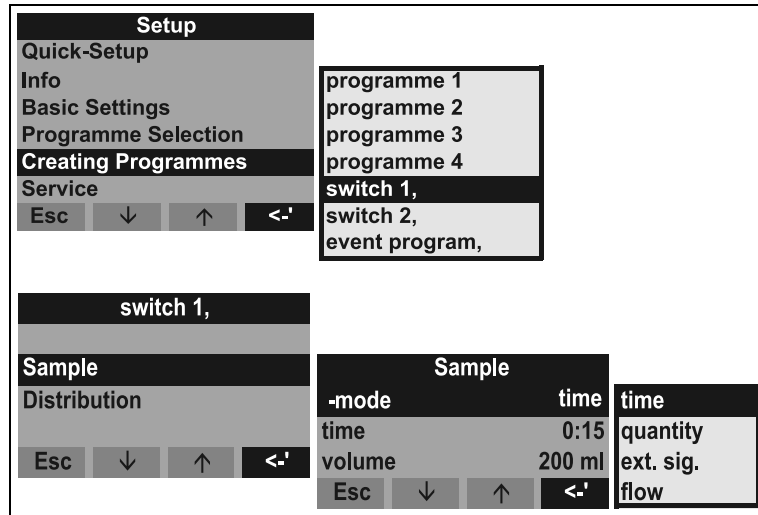 Setup
Quick-Setup
Info
Basic Settings
Programme Selection
Creating Programmes
Service
Esc ↓ ↑ <-'
programme 1
programme 2
programme 3
programme 4
switch 1,
switch 2,
event program,
switch 1,
Sample
Distribution
Esc ↓ ↑ <-'
Sample
-mode time
time 0:15
volume 200 ml
Esc ↓ ↑ <-'
time
quantity
ext. sig.
flow